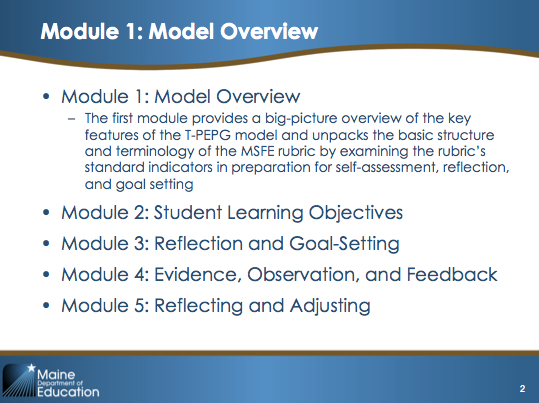 Module 1: Model Overview
• Module 1: Model Overview
– The first module provides a big-picture overview of the key
features of the T-PEPG model and unpacks the basic structure
and terminology of the MSFE rubric by examining the rubric's
standard indicators in preparation for self-assessment, reflection,
and goal setting
• Module 2: Student Learning Objectives
• Module 3: Reflection and Goal-Setting
• Module 4: Evidence, Observation, and Feedback
• Module 5: Reflecting and Adjusting
Maine
Department of
Education
2